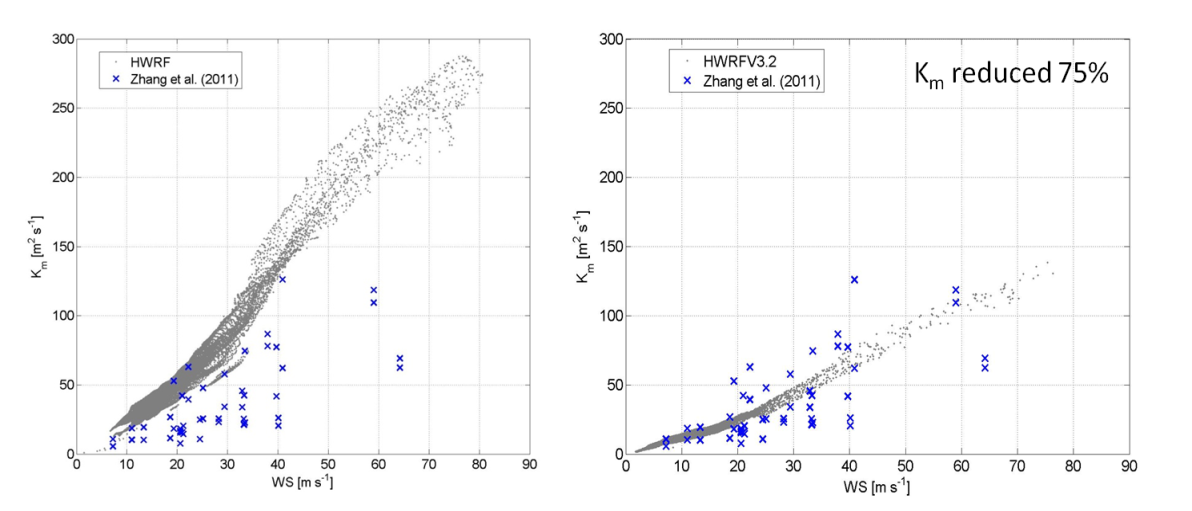 HWRF
Zhang et al. (2011)
300
250
200
150
100
50
0
0 10 20 30 40 50 60 70 80 90
K_m [m² s⁻¹]
WS [m s⁻¹]
HWRFV3.2
Zhang et al. (2011)
K_m reduced 75%
300
250
200
150
100
50
0
0 10 20 30 40 50 60 70 80 90
K_m [m² s⁻¹]
WS [m s⁻¹]